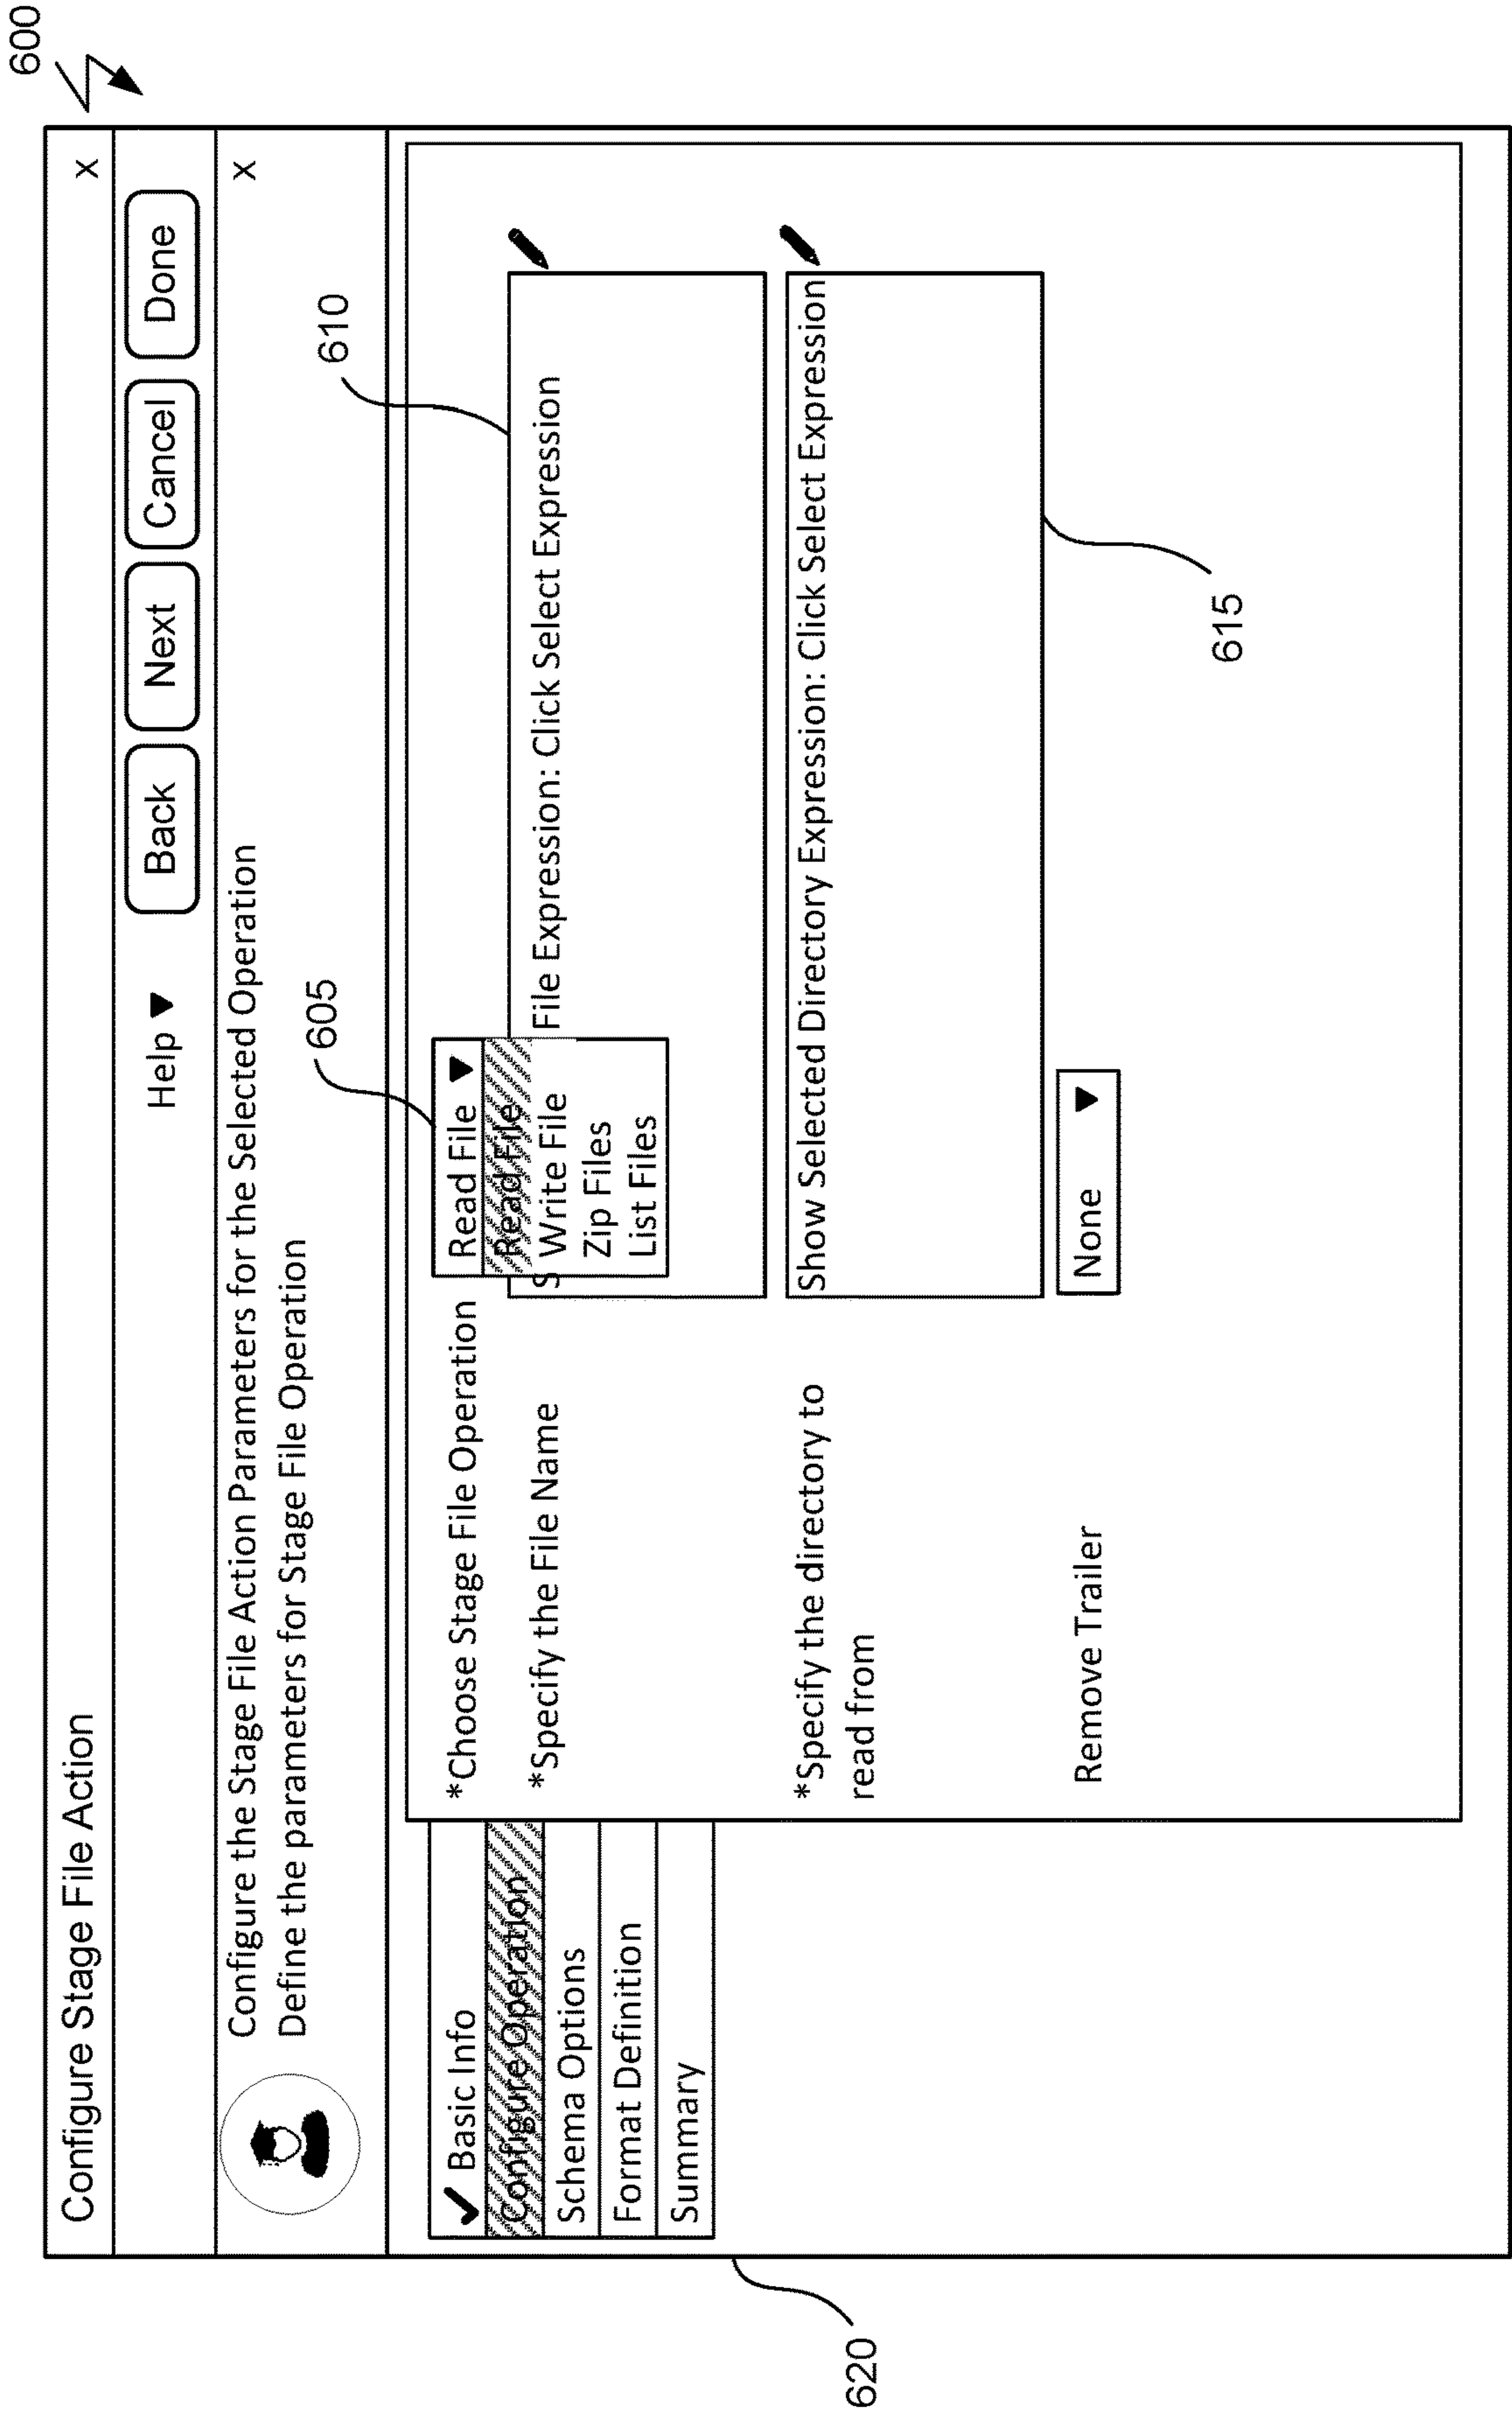 600
Configure Stage File Action x
Help Back Next Cancel Done
Configure the Stage File Action Parameters for the Selected Operation x
Define the parameters for Stage File Operation
605
610
Basic Info
Configure Operation
Schema Options
Format Definition
Summary
*Choose Stage File Operation
Read File
Read File
Write File
Zip Files
List Files
*Specify the File Name
S File Expression: Click Select Expression
*Specify the directory to
read from
Show Selected Directory Expression: Click Select Expression
Remove Trailer
None
615
620